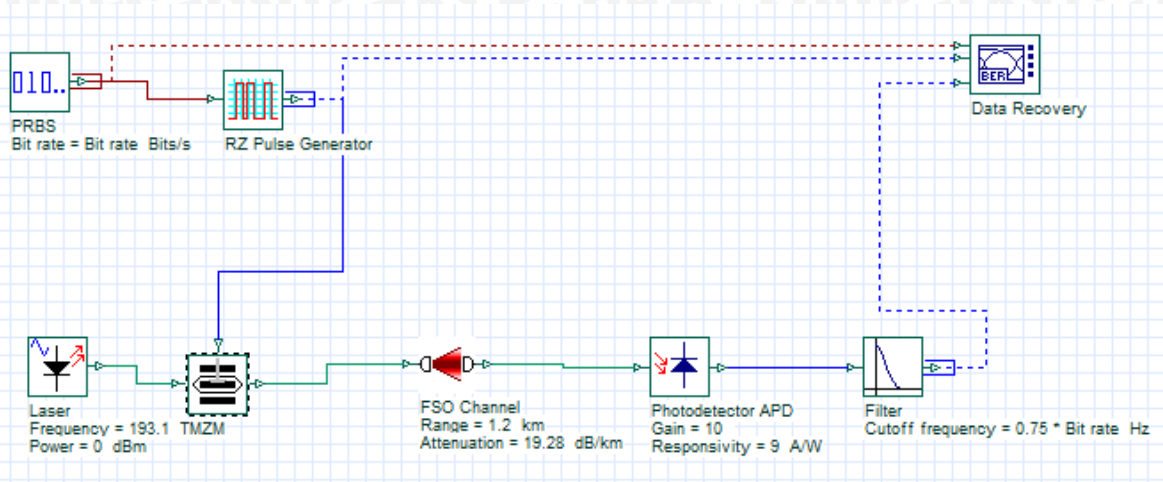 010..
BER
PRBS
Bit rate = Bit rate Bits/s
RZ Pulse Generator
Data Recovery
Laser
Frequency = 193.1
Power = 0 dBm
TMZM
FSO Channel
Range = 1.2 km
Attenuation = 19.28 dB/km
Photodetector APD
Gain = 10
Responsivity = 9 A/W
Filter
Cutoff frequency = 0.75 * Bit rate Hz